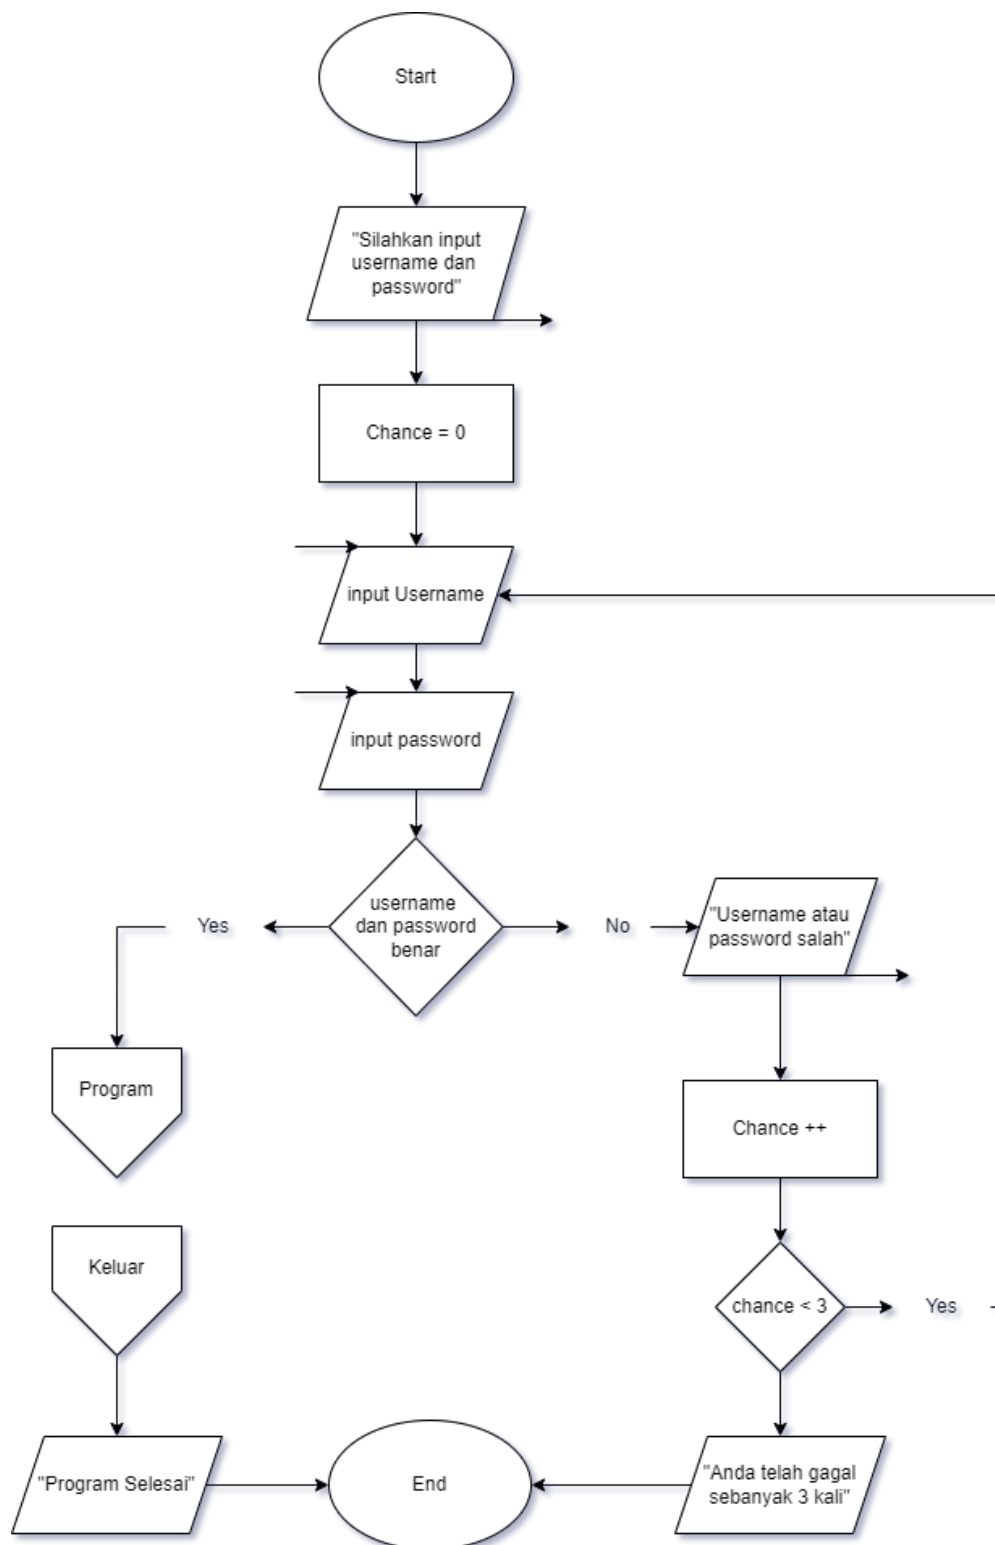 Start
"Silahkan input
username dan
password"
Chance = 0
input Username
input password
username
dan password
benar
Yes
No
"Username atau
password salah"
Program
Chance ++
Keluar
chance < 3
Yes
"Program Selesai"
End
"Anda telah gagal
sebanyak 3 kali"